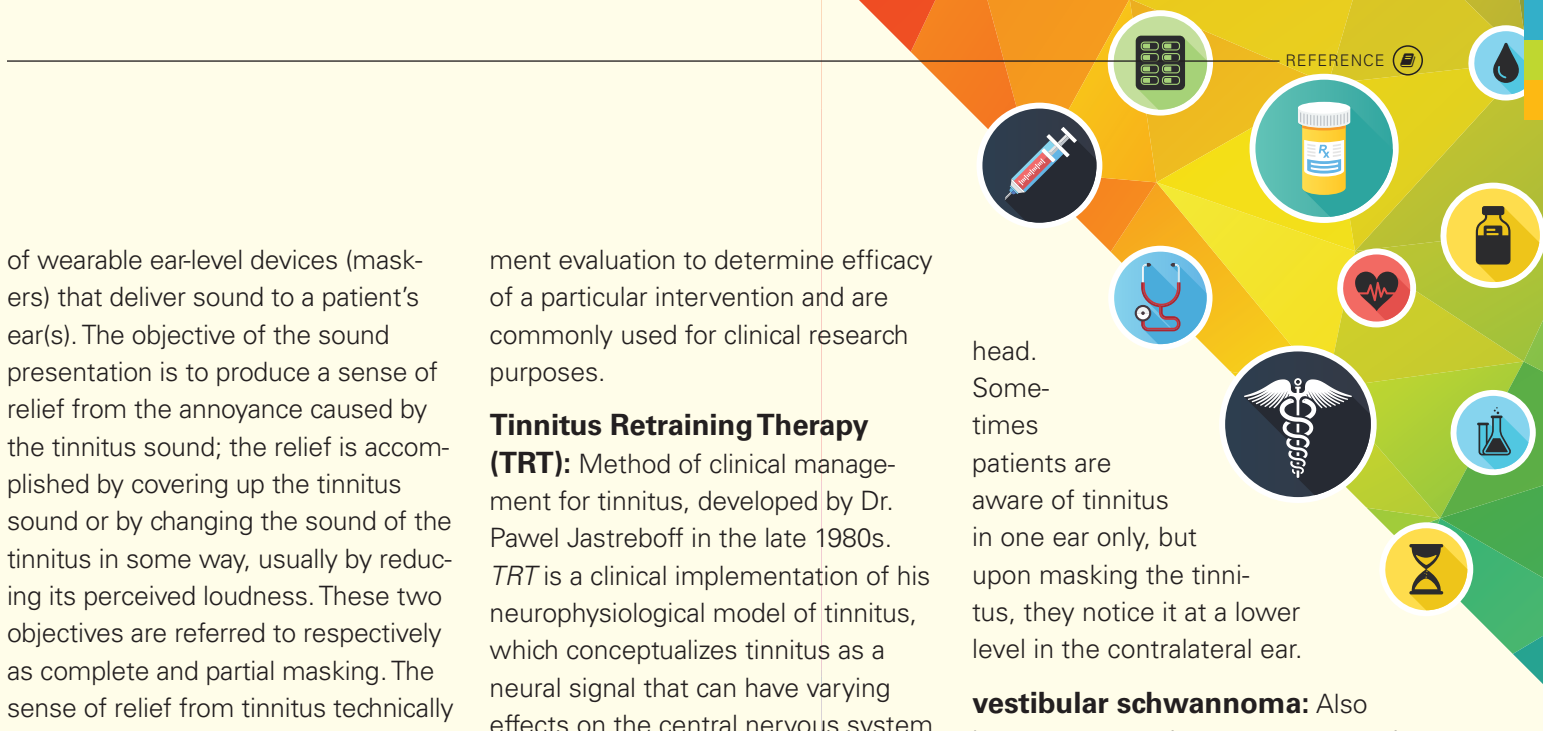 REFERENCE
of wearable ear-level devices (mask-
ers) that deliver sound to a patient’s
ear(s). The objective of the sound
presentation is to produce a sense of
relief from the annoyance caused by
the tinnitus sound; the relief is accom-
plished by covering up the tinnitus
sound or by changing the sound of the
tinnitus in some way, usually by reduc-
ing its perceived loudness. These two
objectives are referred to respectively
as complete and partial masking. The
sense of relief from tinnitus technically
ment evaluation to determine efficacy
of a particular intervention and are
commonly used for clinical research
purposes.
Tinnitus Retraining Therapy
(TRT): Method of clinical manage-
ment for tinnitus, developed by Dr.
Pawel Jastreboff in the late 1980s.
TRT is a clinical implementation of his
neurophysiological model of tinnitus,
which conceptualizes tinnitus as a
neural signal that can have varying
effects on the central nervous system
head.
Some-
times
patients are
aware of tinnitus
in one ear only, but
upon masking the tinni-
tus, they notice it at a lower
level in the contralateral ear.
vestibular schwannoma: Also
Rx